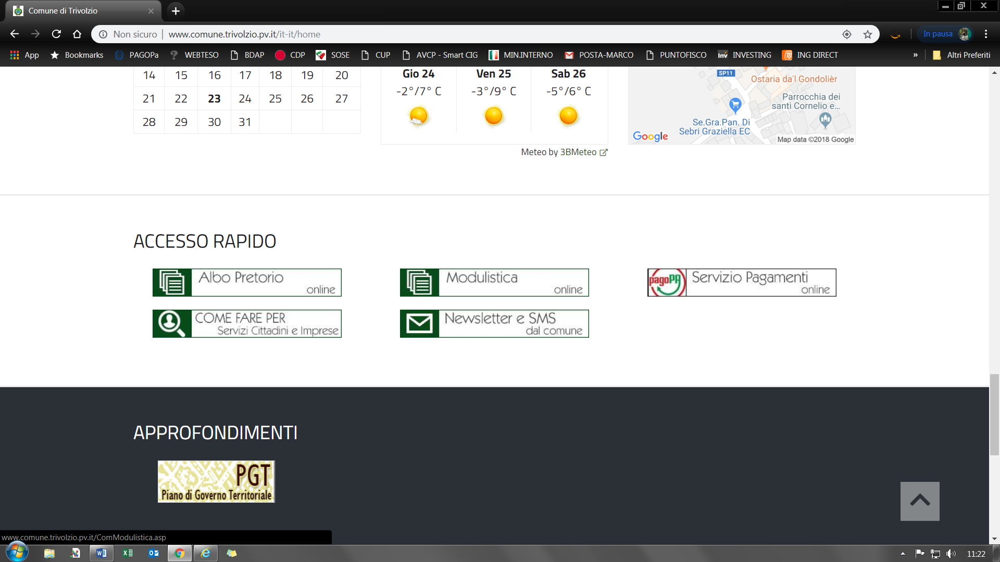 Comune di Trivolzio
Non sicuro | www.comune.trivolzio.pv.it/it-it/home
In pausa
App Bookmarks PAGOPa WEBTESO BDAP CDP SOSE CUP AVCP - Smart CIG MIN.INTERNO POSTA-MARCO PUNTOFISCO INVESTING ING DIRECT » Altri Preferiti
14 15 16 17 18 19 20
21 22 23 24 25 26 27
28 29 30 31
Gio 24 Ven 25 Sab 26
-2°/7° C -3°/9° C -5°/6° C
Meteo by 3BMeteo
SP11
Ostaria da'l Gondolièr
Parrocchia dei
santi Cornelio e...
Se.Gra.Pan. Di
Sebri Graziella EC
Google
Map data ©2018 Google
ACCESSO RAPIDO
Albo Pretorio
online
Modulistica
online
pagoPA
Servizio Pagamenti
online
COME FARE PER
Servizi Cittadini e Imprese
Newsletter e SMS
dal comune
APPROFONDIMENTI
PGT
Piano di Governo Territoriale
www.comune.trivolzio.pv.it/ComModulistica.asp
11:22